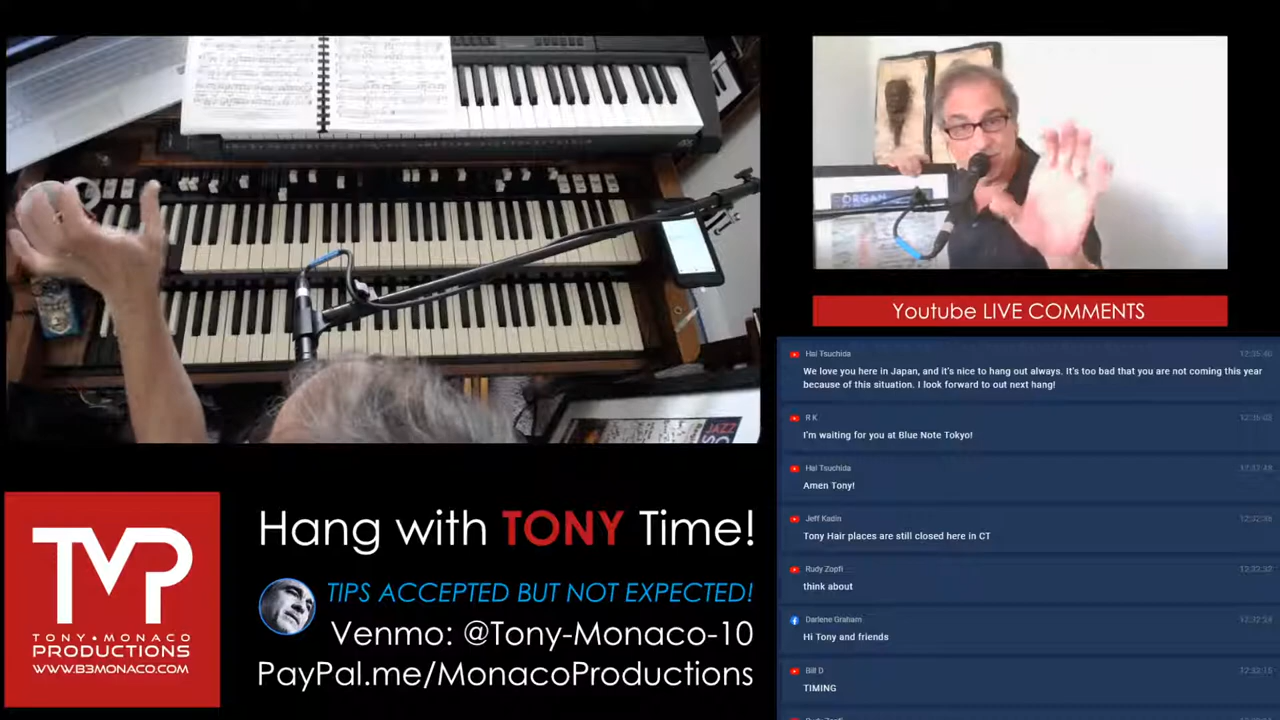 ORGAN
JAZZ
Youtube LIVE COMMENTS
Hal Tsuchida
We love you here in Japan, and it's nice to hang out always. It's too bad that you are not coming this year
because of this situation. I look forward to out next hang!
R K
I'm waiting for you at Blue Note Tokyo!
Hal Tsuchida
Amen Tony!
Jeff Kadin
Tony Hair places are still closed here in CT
Rudy Zopfi
think about
Darlene Graham
Hi Tony and friends
Bill D
TIMING
TMP
TONY•MONACO
PRODUCTIONS
WWW.B3MONACO.COM
Hang with TONY Time!
TIPS ACCEPTED BUT NOT EXPECTED!
Venmo: @Tony-Monaco-10
PayPal.me/MonacoProductions